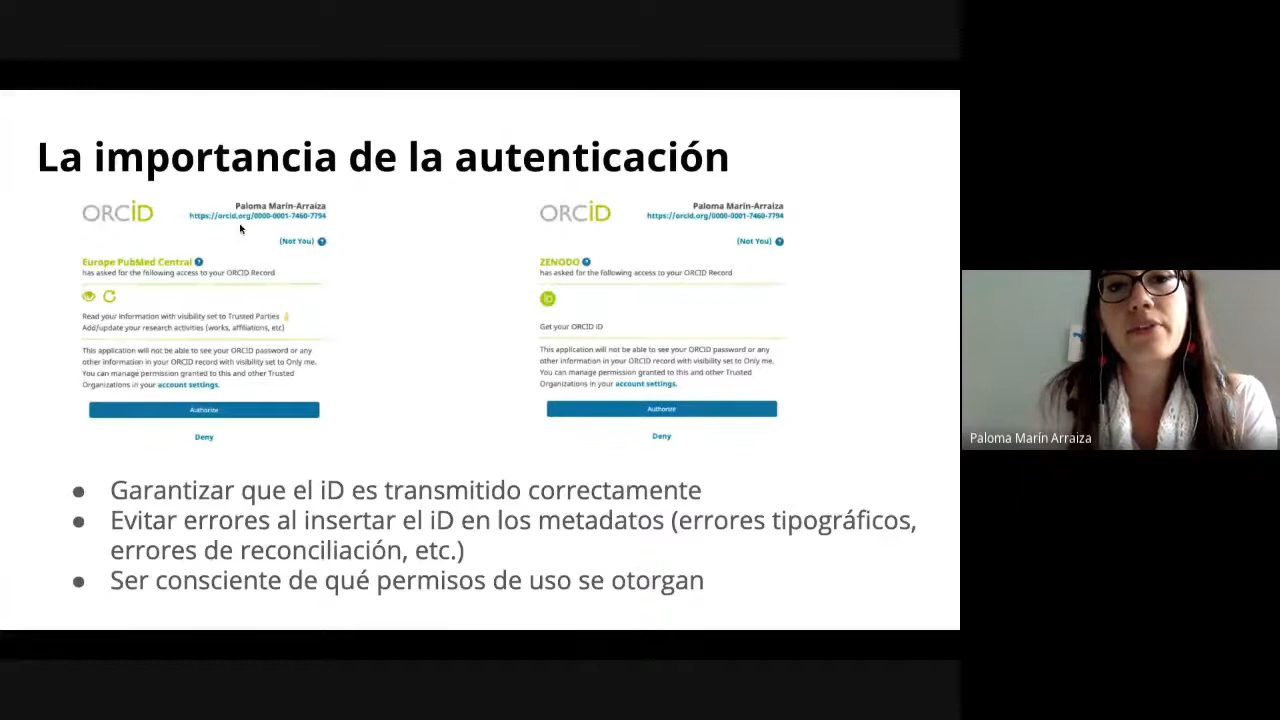 La importancia de la autenticación
ORCID
Paloma Marín-Arraiza
https://orcid.org/0000-0001-7460-7794
(Not You) ?
Europe PubMed Central ?
has asked for the following access to your ORCID Record
Read your information with visibility set to Trusted Parties
Add/update your research activities (works, affiliations, etc)
This application will not be able to see your ORCID password or any
other information in your ORCID record with visibility set to Only me.
You can manage permission granted to this and other Trusted
Organizations in your account settings.
Authorize
Deny
ORCID
Paloma Marín-Arraiza
https://orcid.org/0000-0001-7460-7794
(Not You) ?
ZENODO ?
has asked for the following access to your ORCID Record
iD
Get your ORCID iD
This application will not be able to see your ORCID password or any
other information in your ORCID record with visibility set to Only me.
You can manage permission granted to this and other Trusted
Organizations in your account settings.
Authorize
Deny
● Garantizar que el iD es transmitido correctamente
● Evitar errores al insertar el iD en los metadatos (errores tipográficos,
errores de reconciliación, etc.)
● Ser consciente de qué permisos de uso se otorgan
Paloma Marín Arraiza